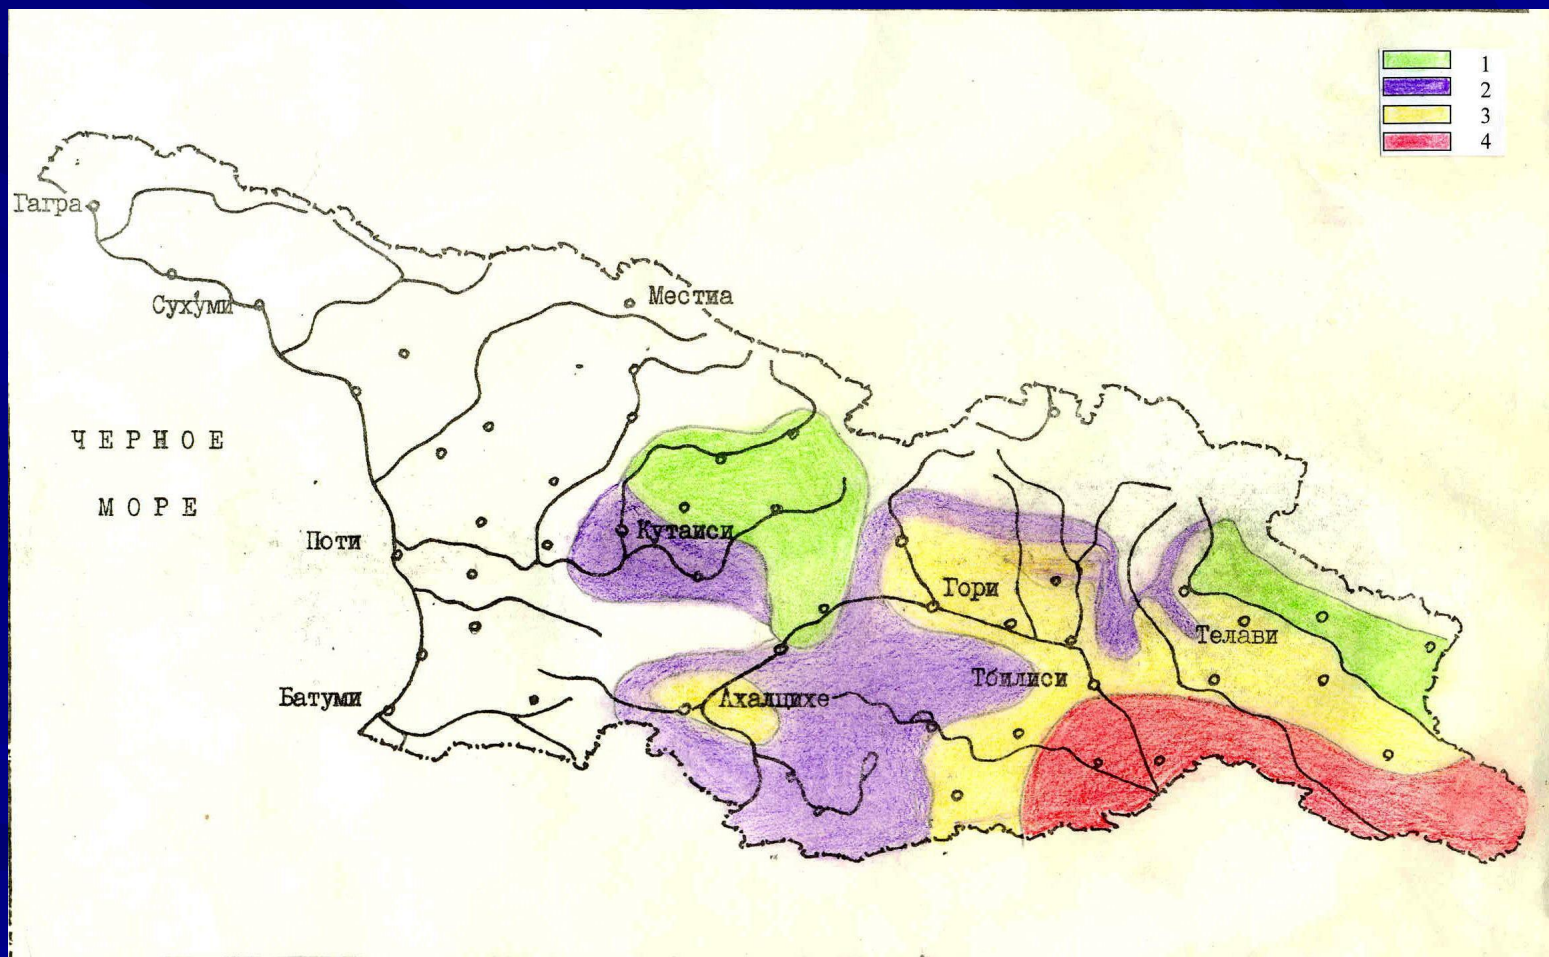 1
2
3
4
Гагра
Сухуми
Местиа
ЧЕРНОЕ
МОРЕ
Поти
Кутаиси
Гори
Телави
Тбилиси
Батуми
Ахалцихе